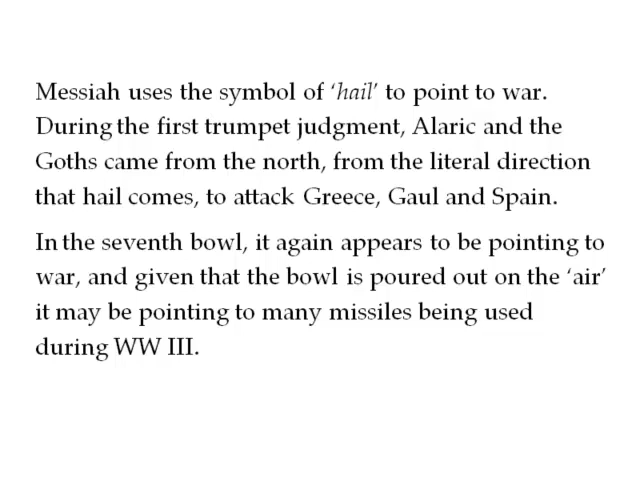 Messiah uses the symbol of ‘hail’ to point to war.
During the first trumpet judgment, Alaric and the
Goths came from the north, from the literal direction
that hail comes, to attack Greece, Gaul and Spain.
In the seventh bowl, it again appears to be pointing to
war, and given that the bowl is poured out on the ‘air’
it may be pointing to many missiles being used
during WW III.